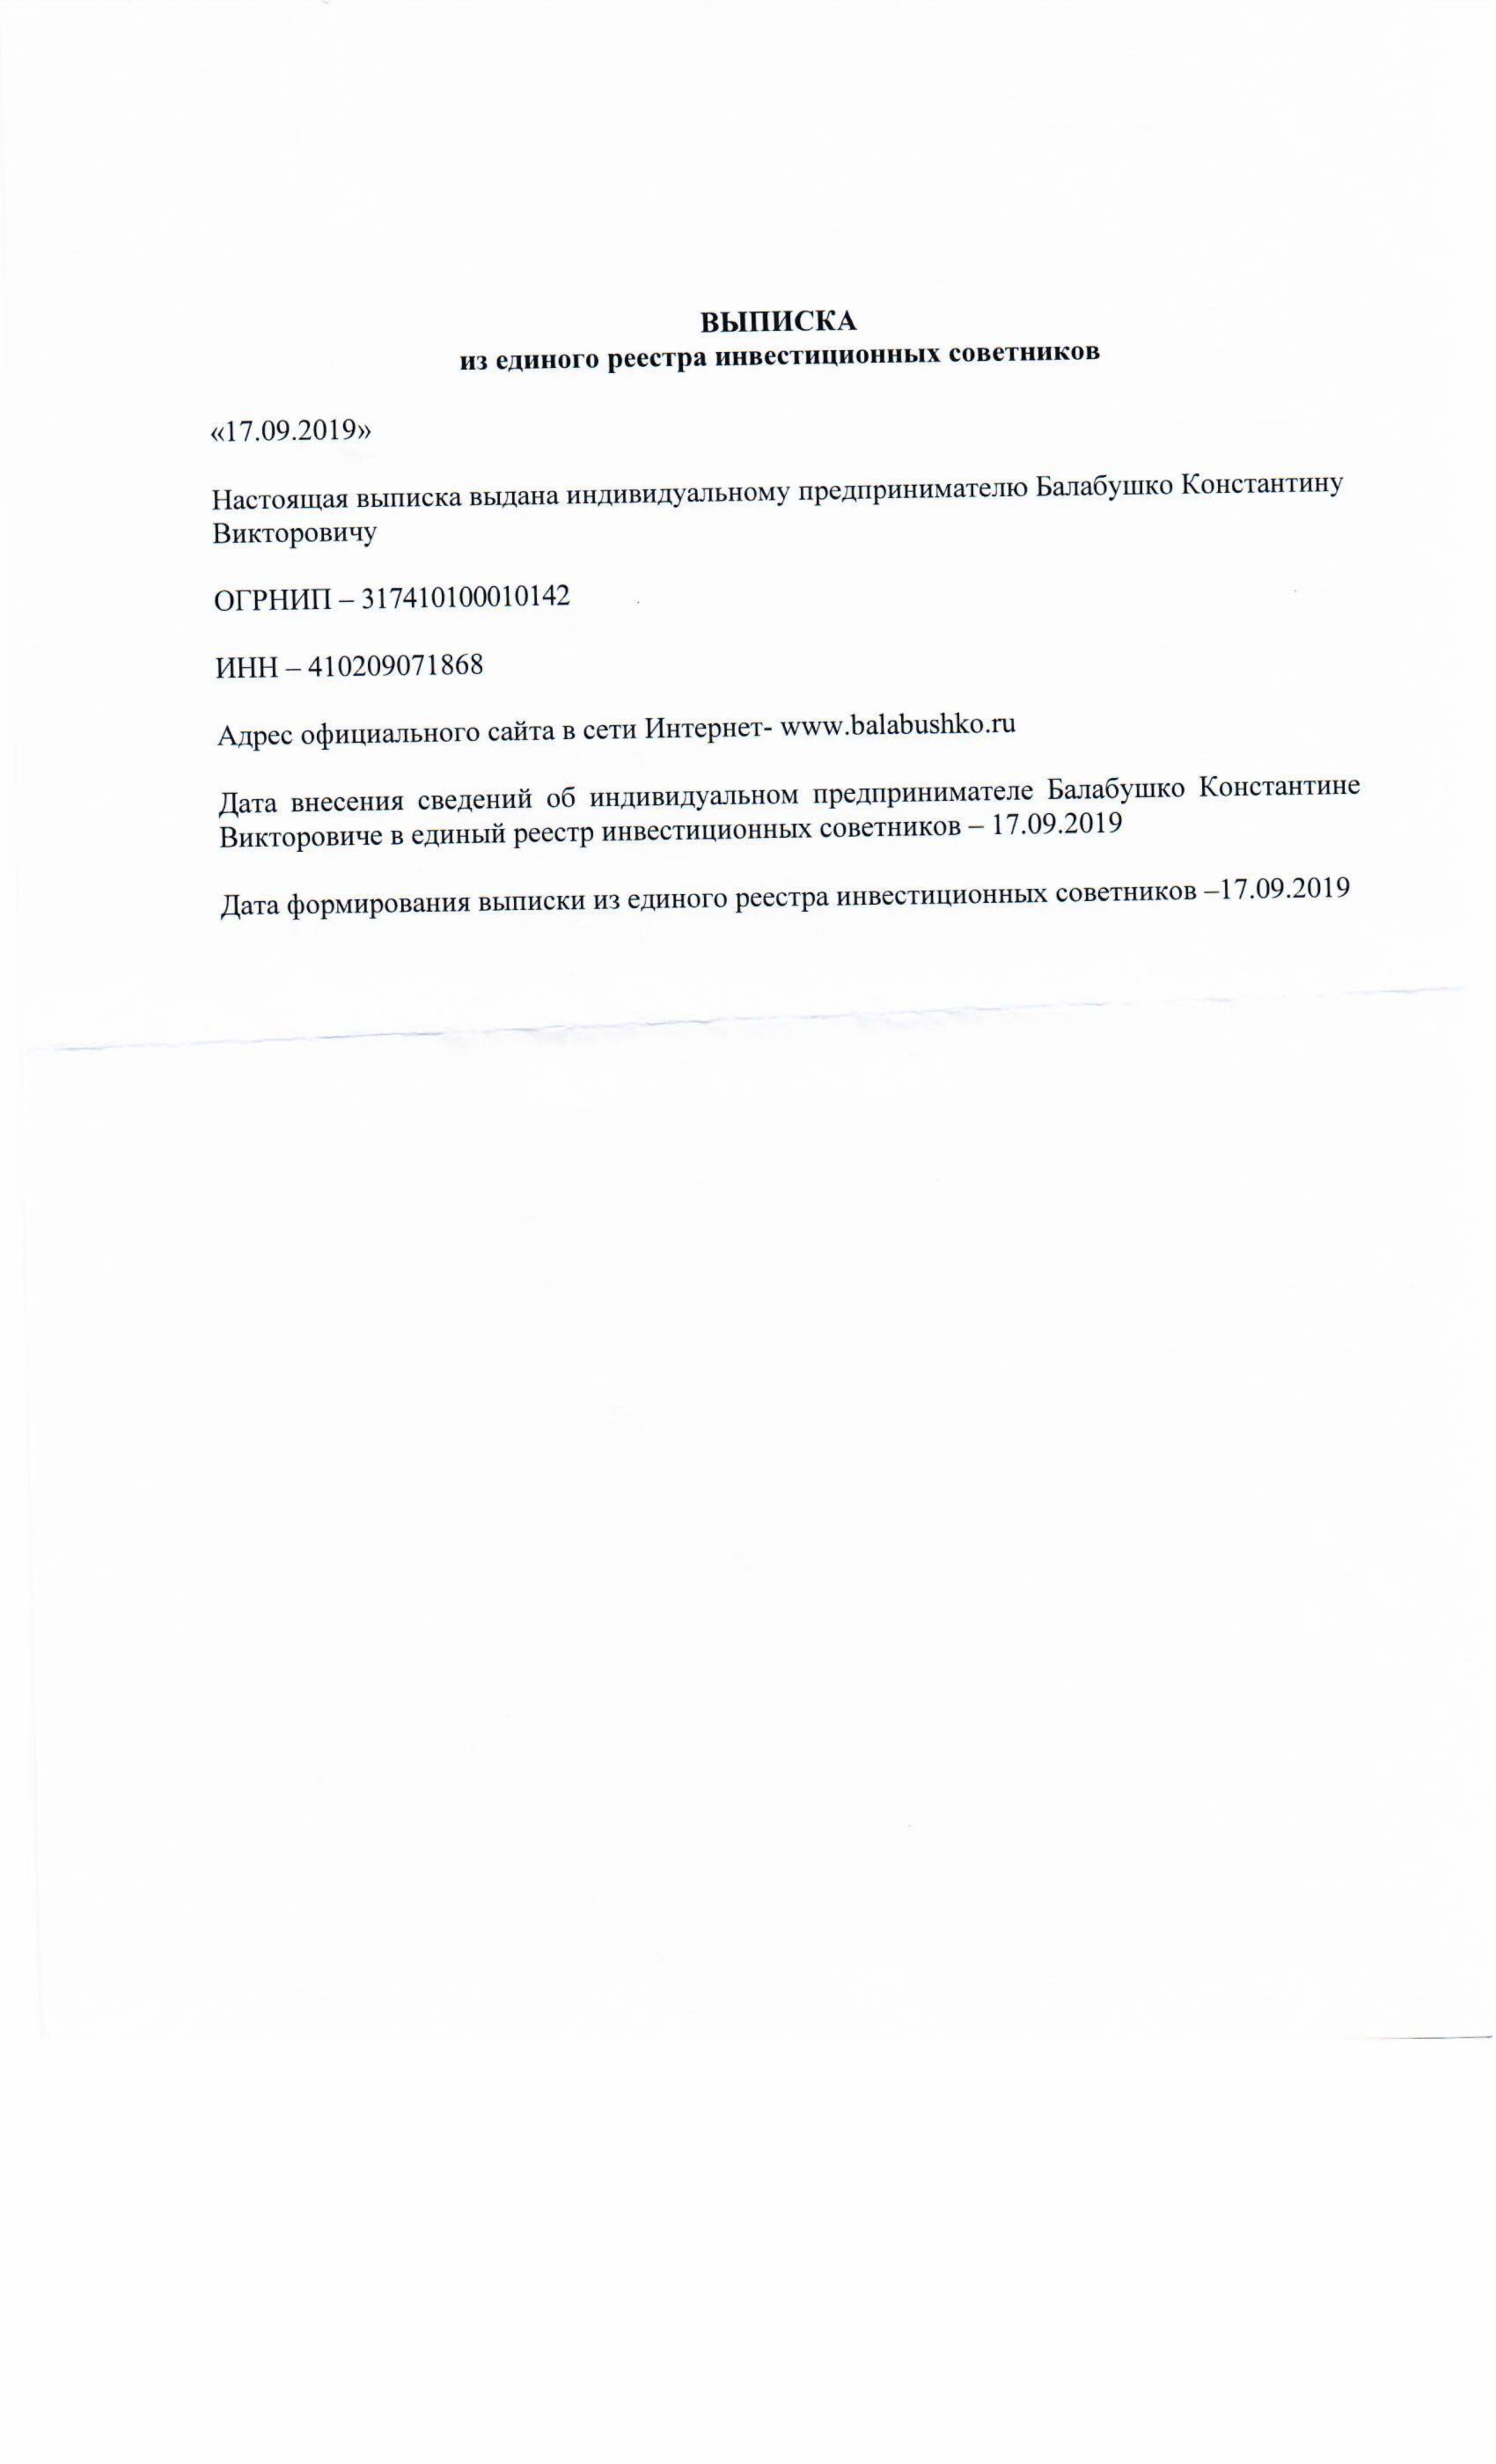 ВЫПИСКА
из единого реестра инвестиционных советников
«17.09.2019»
Настоящая выписка выдана индивидуальному предпринимателю Балабушко Константину
Викторовичу
ОГРНИП – 317410100010142
ИНН – 410209071868
Адрес официального сайта в сети Интернет- www.balabushko.ru
Дата внесения сведений об индивидуальном предпринимателе Балабушко Константине
Викторовиче в единый реестр инвестиционных советников – 17.09.2019
Дата формирования выписки из единого реестра инвестиционных советников –17.09.2019